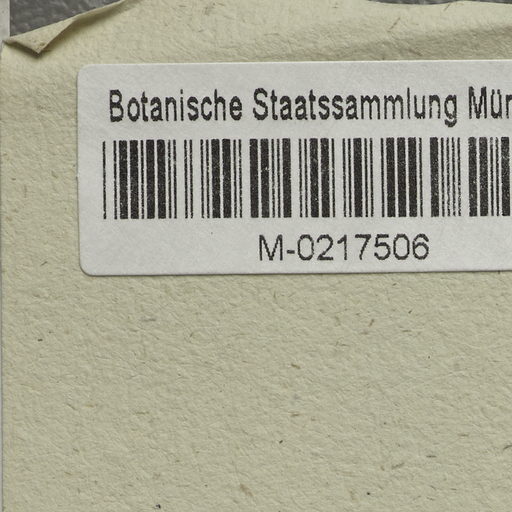 Botanische Staatssammlung Mün
M-0217506